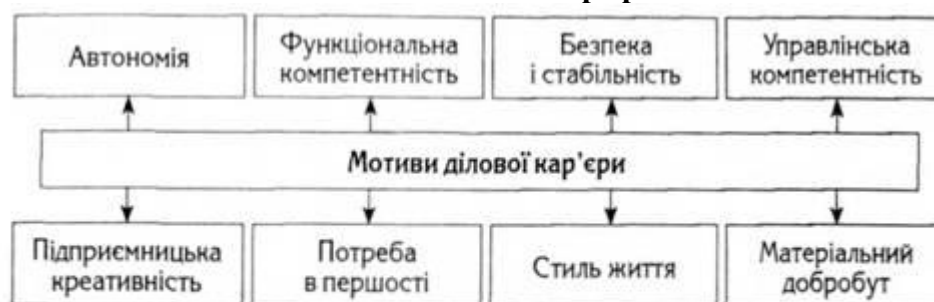 Автономія
Функціональна
компетентність
Безпека
і стабільність
Управлінська
компетентність
Мотиви ділової кар’єри
Підприємницька
креативність
Потреба
в першості
Стиль життя
Матеріальний
добробут